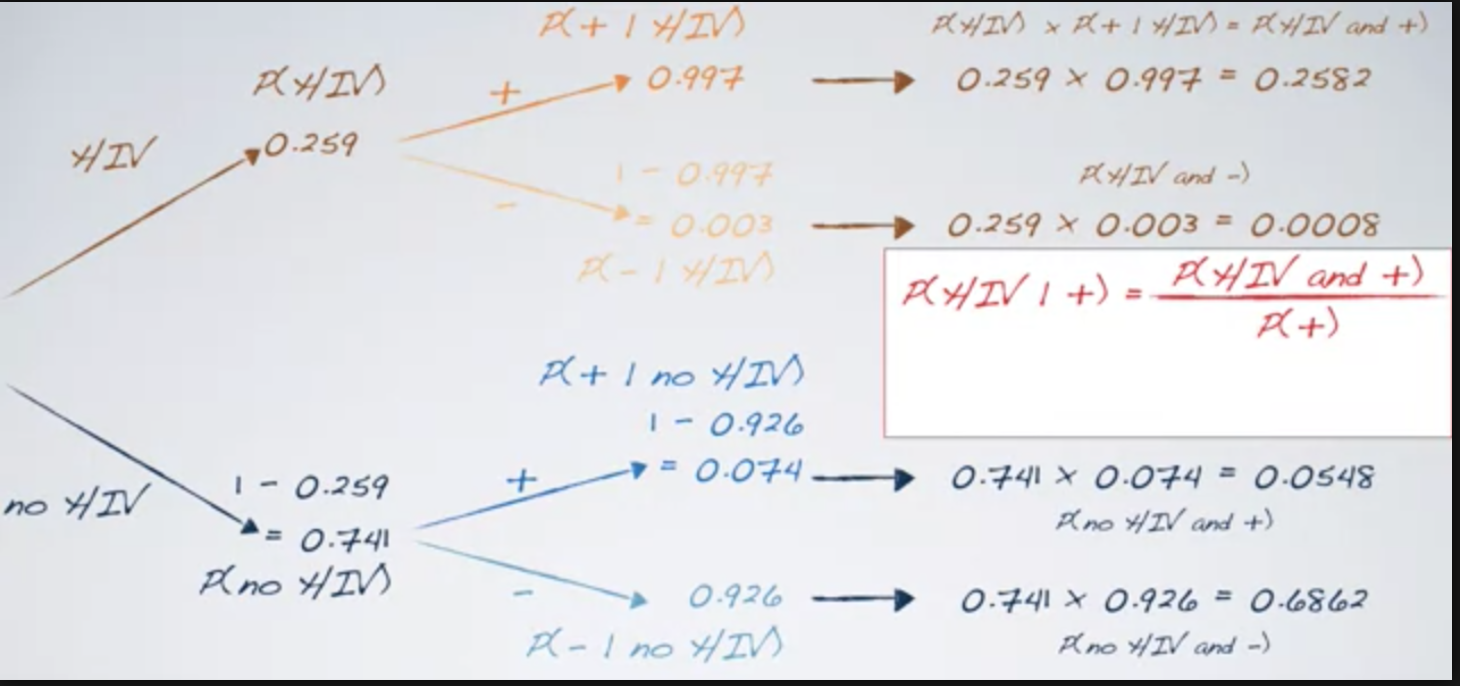 P(+ | HIV)
P(HIV) × P(+ | HIV) = P(HIV and +)
P(HIV)
+
0.997
0.259 × 0.997 = 0.2582
HIV
0.259
1 - 0.997
P(HIV and -)
-
= 0.003
0.259 × 0.003 = 0.0008
P(- | HIV)
P(HIV | +) = P(HIV and +)
P(+)
P(+ | no HIV)
1 - 0.926
+
= 0.074
0.741 × 0.074 = 0.0548
P(no HIV and +)
no HIV
1 - 0.259
= 0.741
P(no HIV)
-
0.926
0.741 × 0.926 = 0.6862
P(- | no HIV)
P(no HIV and -)